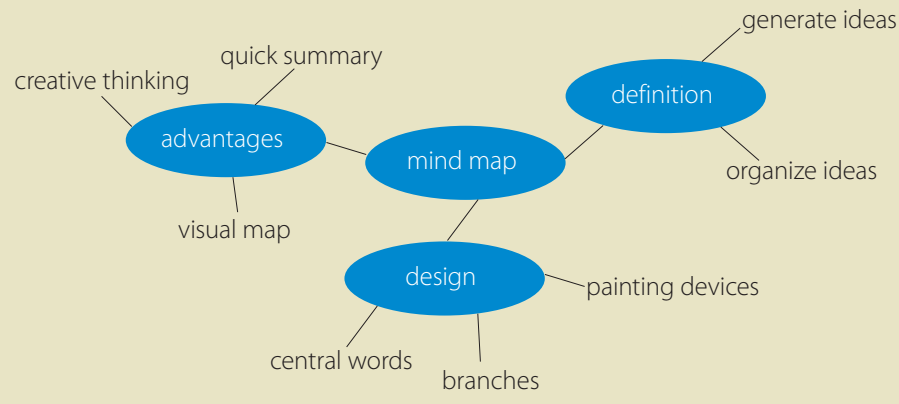 generate ideas
quick summary
creative thinking
definition
advantages
mind map
organize ideas
visual map
design
painting devices
central words
branches